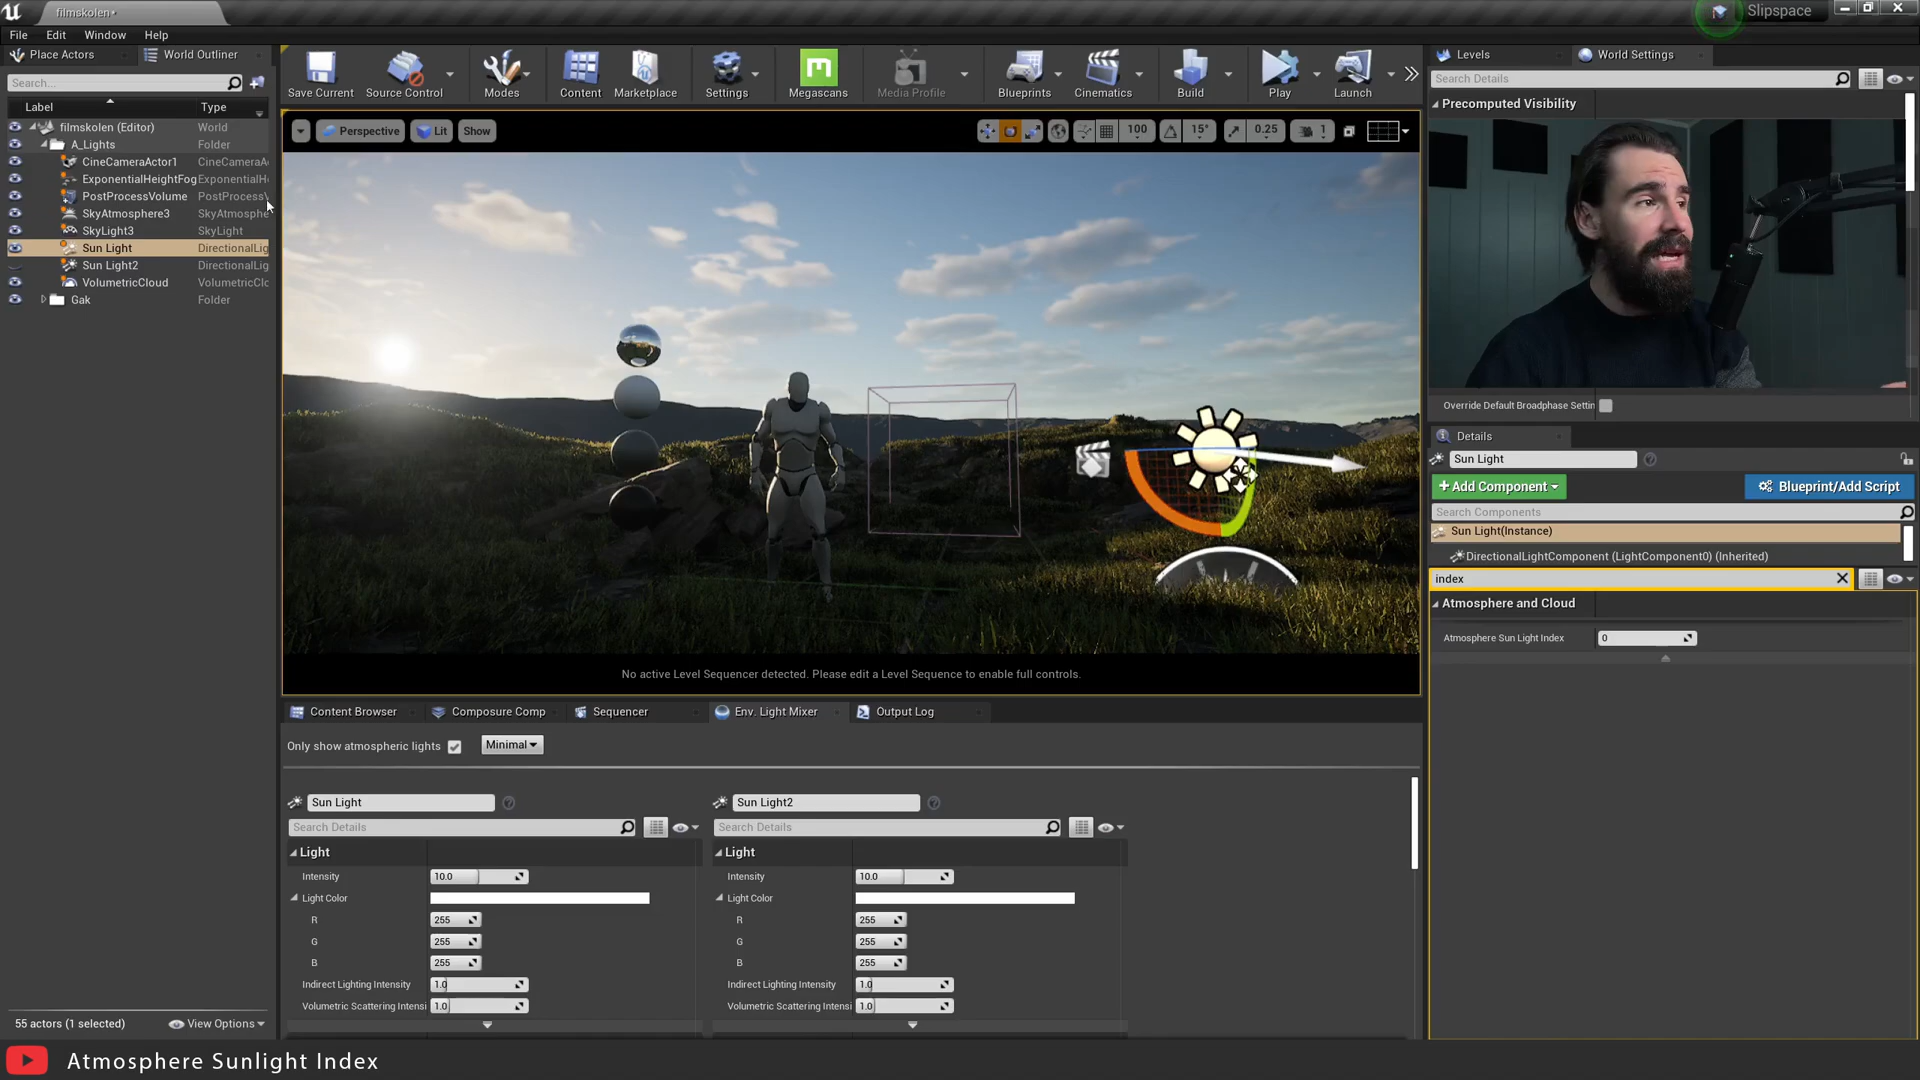 filmskolen*
Slipspace
File Edit Window Help
Place Actors World Outliner
Search...
Label Type
filmskolen (Editor) World
A_Lights Folder
CineCameraActor1 CineCameraA
ExponentialHeightFog ExponentialH
PostProcessVolume PostProcessV
SkyAtmosphere3 SkyAtmosphe
SkyLight3 SkyLight
Sun Light DirectionalLig
Sun Light2 DirectionalLig
VolumetricCloud VolumetricClo
Gak Folder
55 actors (1 selected) View Options
Save Current Source Control Modes Content Marketplace Settings Megascans Media Profile Blueprints Cinematics Build Play Launch
Perspective Lit Show 100 15° 0.25 1
No active Level Sequencer detected. Please edit a Level Sequence to enable full controls.
Content Browser Composure Comp Sequencer Env. Light Mixer Output Log
Only show atmospheric lights Minimal
Sun Light Sun Light2
Search Details Search Details
Light Light
Intensity 10.0 Intensity 10.0
Light Color Light Color
R 255 R 255
G 255 G 255
B 255 B 255
Indirect Lighting Intensity 1.0 Indirect Lighting Intensity 1.0
Volumetric Scattering Intensi 1.0 Volumetric Scattering Intensi 1.0
Levels World Settings
Search Details
Precomputed Visibility
Override Default Broadphase Settin
Details
Sun Light
+Add Component Blueprint/Add Script
Search Components
Sun Light(Instance)
DirectionalLightComponent (LightComponent0) (Inherited)
index
Atmosphere and Cloud
Atmosphere Sun Light Index 0
Atmosphere Sunlight Index